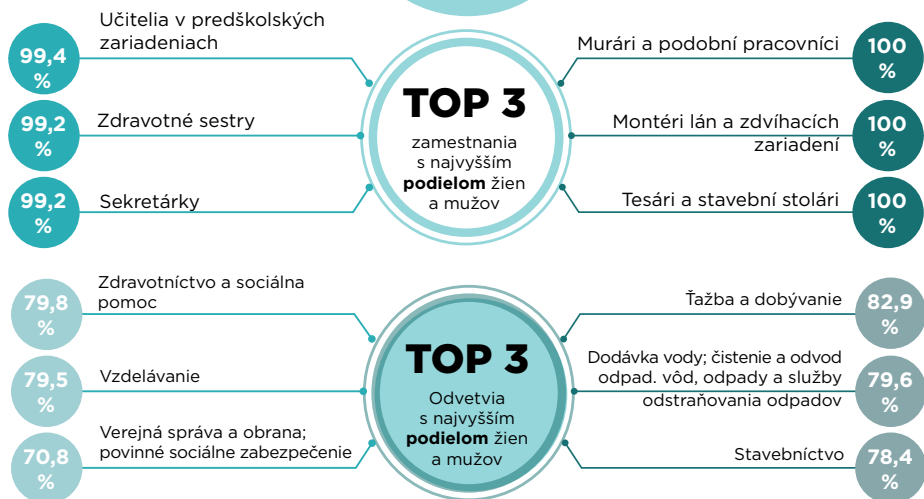 Učitelia v predškolských
zariadeniach
99,4
%
Zdravotné sestry
99,2
%
Sekretárky
99,2
%
TOP 3
zamestnania
s najvyšším
podielom žien
a mužov
Murári a podobní pracovníci
100
%
Montéri lán a zdvíhacích
zariadení
100
%
Tesári a stavební stolári
100
%
Zdravotníctvo a sociálna
pomoc
79,8
%
Vzdelávanie
79,5
%
Verejná správa a obrana;
povinné sociálne zabezpečenie
70,8
%
TOP 3
Odvetvia
s najvyšším
podielom žien
a mužov
Ťažba a dobývanie
82,9
%
Dodávka vody; čistenie a odvod
odpad. vôd, odpady a služby
odstraňovania odpadov
79,6
%
Stavebníctvo
78,4
%